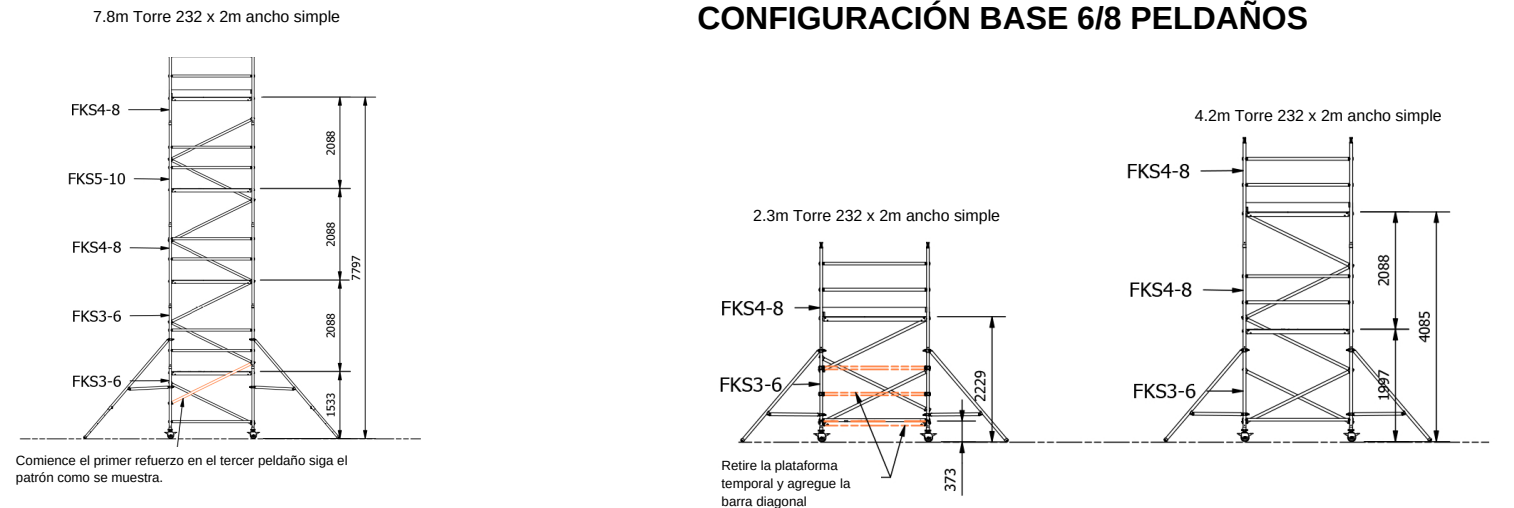 7.8m Torre 232 x 2m ancho simple
FKS4-8
FKS5-10
FKS4-8
FKS3-6
FKS3-6
2088
2088
2088
1533
7797
Comience el primer refuerzo en el tercer peldaño siga el
patrón como se muestra.
CONFIGURACIÓN BASE 6/8 PELDAÑOS
2.3m Torre 232 x 2m ancho simple
FKS4-8
FKS3-6
2229
373
Retire la plataforma
temporal y agregue la
barra diagonal
4.2m Torre 232 x 2m ancho simple
FKS4-8
FKS4-8
FKS3-6
2088
1997
4085